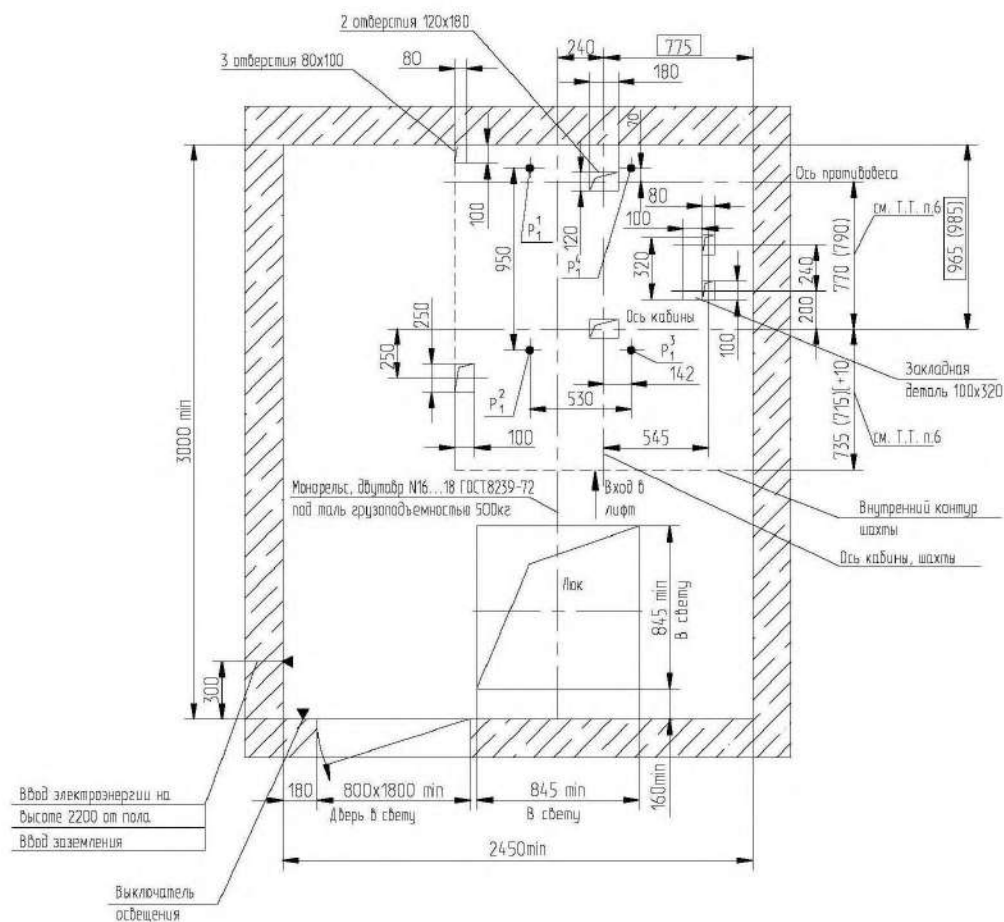 2 отверстия 120х180
3 отверстия 80х100
80
240
775
180
70
Ось противовеса
100
80
см. Т.Т. п.6
100
P₁¹
950
120
P₁⁴
320
770 (790)
240
965 (985)
200
250
250
Ось кабины
100
P₁³
142
Закладная
деталь 100х320
P₁²
530
100
545
735 (715)(+10
см. Т.Т. п.6
3000 min
Монорельс, двутавр N16...18 ГОСТ8239-72
под таль грузоподъемностью 500кг
Вход в
лифт
Внутренний контур
шахты
Ось кабины, шахты
Люк
845 min
В свету
300
180
800х1800 min
Дверь в свету
845 min
В свету
160min
Ввод электроэнергии на
высоте 2200 от пола
Ввод заземления
2450min
Выключатель
освещения